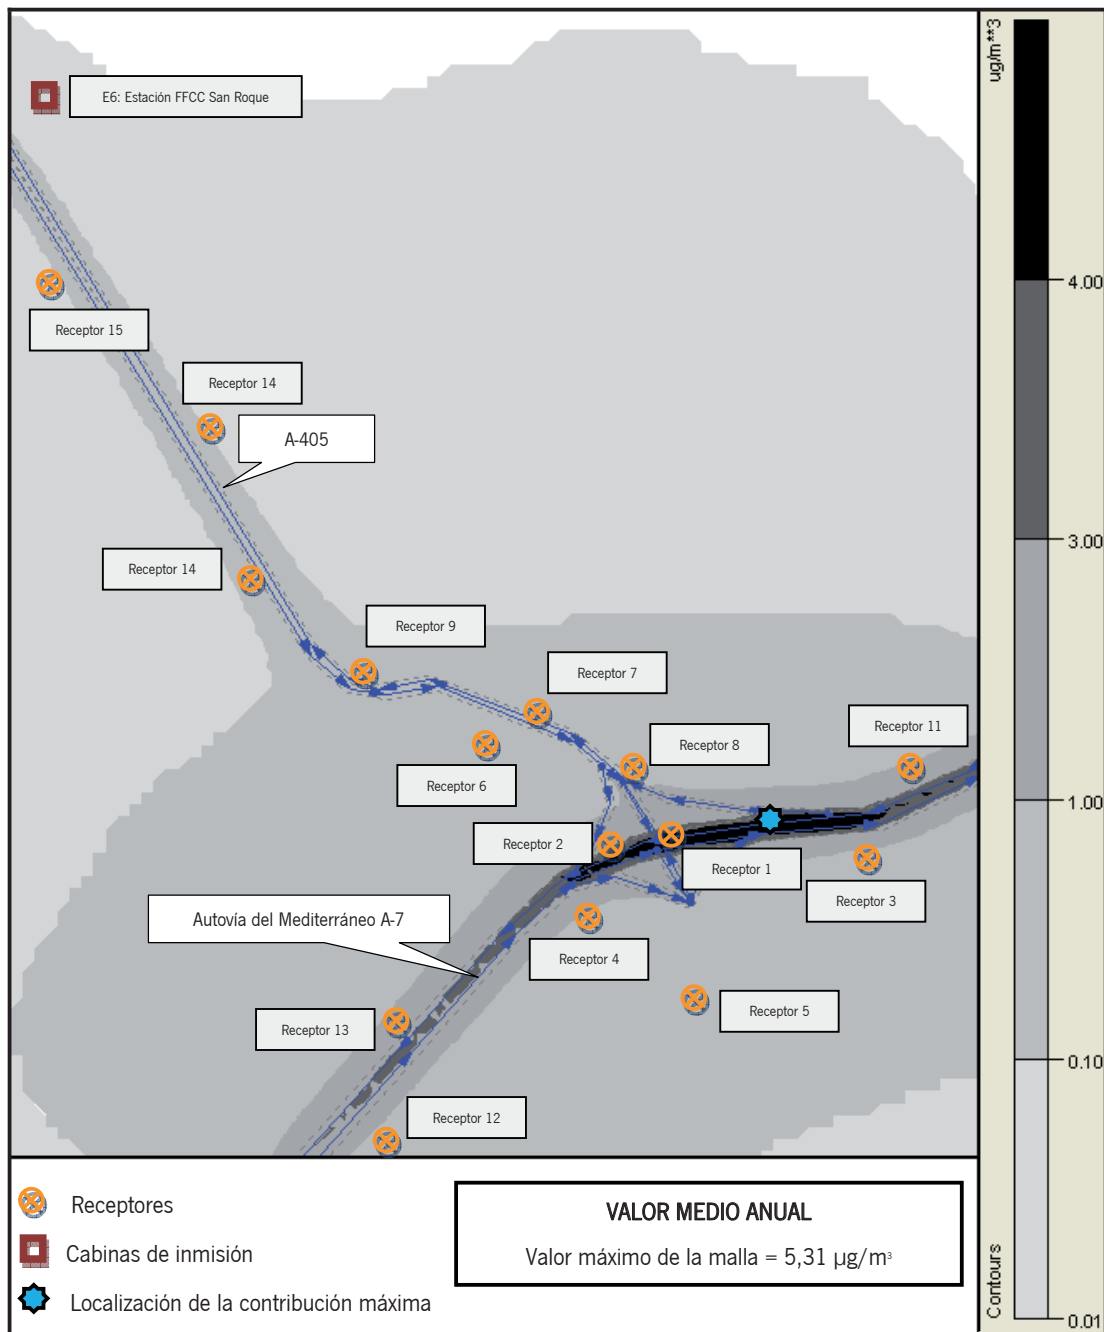 E6: Estación FFCC San Roque
Receptor 15
Receptor 14
A-405
Receptor 14
Receptor 9
Receptor 7
Receptor 11
Receptor 8
Receptor 6
Receptor 2
Receptor 1
Receptor 3
Autovía del Mediterráneo A-7
Receptor 4
Receptor 5
Receptor 13
Receptor 12
ug/m**3
4.00
3.00
1.00
0.10
0.01
Contours
Receptores
Cabinas de inmisión
Localización de la contribución máxima
VALOR MEDIO ANUAL
Valor máximo de la malla = 5,31 µg/m³